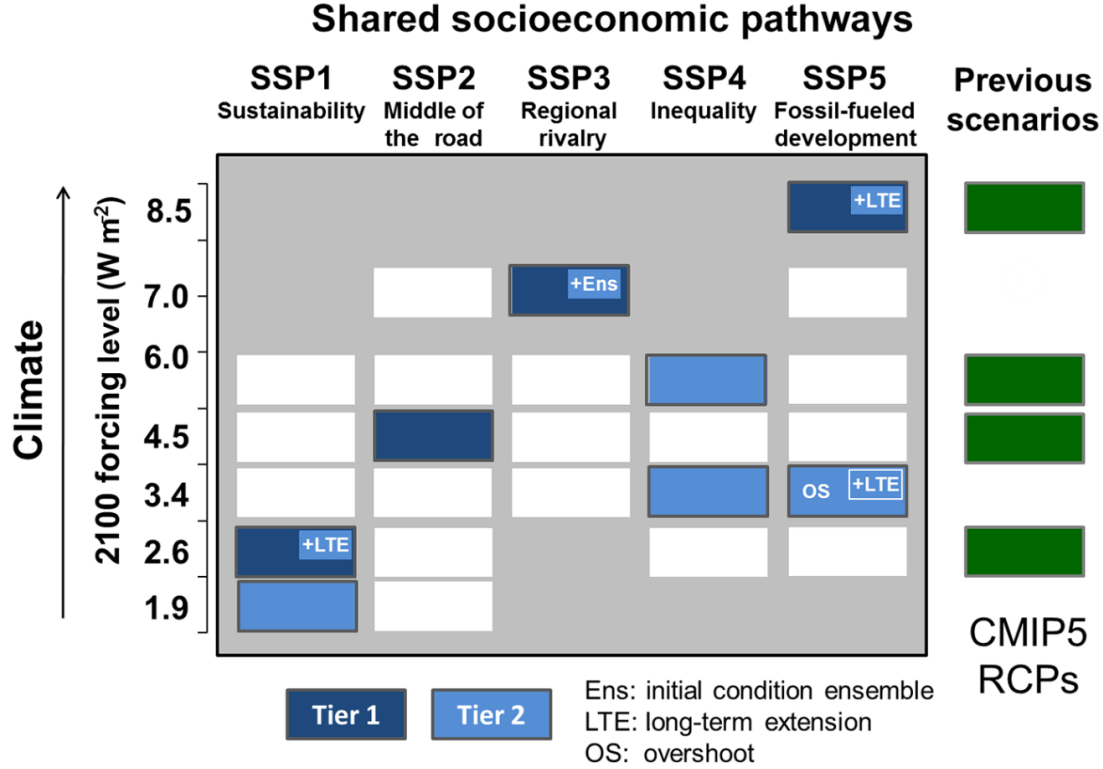 Shared socioeconomic pathways
SSP1
Sustainability
SSP2
Middle of
the road
SSP3
Regional
rivalry
SSP4
Inequality
SSP5
Fossil-fueled
development
Previous
scenarios
Climate
2100 forcing level (W m-2)
8.5
+LTE
7.0
+Ens
6.0
4.5
3.4
OS
+LTE
2.6
+LTE
1.9
CMIP5
RCPs
Tier 1
Tier 2
Ens: initial condition ensemble
LTE: long-term extension
OS: overshoot